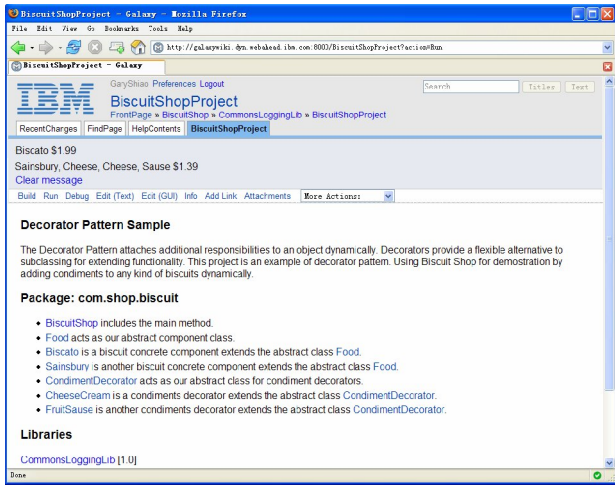 BiscuitShopProject - Galaxy - Mozilla Firefox
File Edit View Go Bookmarks Tools Help
http://galaxywiki.dyn.webahead.ibm.com:8003/BiscuitShopProject?action=Run
BiscuitShopProject - Galaxy
IBM
GaryShiao Preferences Logout
Search Titles Text
BiscuitShopProject
FrontPage » BiscuitShop » CommonsLoggingLib » BiscuitShopProject
RecentCharges FindPage HelpContents BiscuitShopProject
Biscato $1.99
Sainsbury, Cheese, Cheese, Sause $1.39
Clear message
Build Run Debug Edit (Text) Edit (GUI) Info Add Link Attachments More Actions:
Decorator Pattern Sample
The Decorator Pattern attaches additional responsibilities to an object dynamically. Decorators provide a flexible alternative to
subclassing for extending functionality. This project is an example of decorator pattern. Using Biscuit Shop for demostration by
adding condiments to any kind of biscuits dynamically.
Package: com.shop.biscuit
• BiscuitShop includes the main method.
• Food acts as our abstract component class.
• Biscato is a biscuit concrete component extends the abstract class Food.
• Sainsbury is another biscuit concrete component extends the abstract class Food.
• CondimentDecorator acts as our abstract class for condiment decorators.
• CheeseCream is a condiments decorator extends the abstract class CondimentDecorator.
• FruitSause is another condiments decorator extends the abstract class CondimentDecorator.
Libraries
CommonsLoggingLib [1.0]
Done